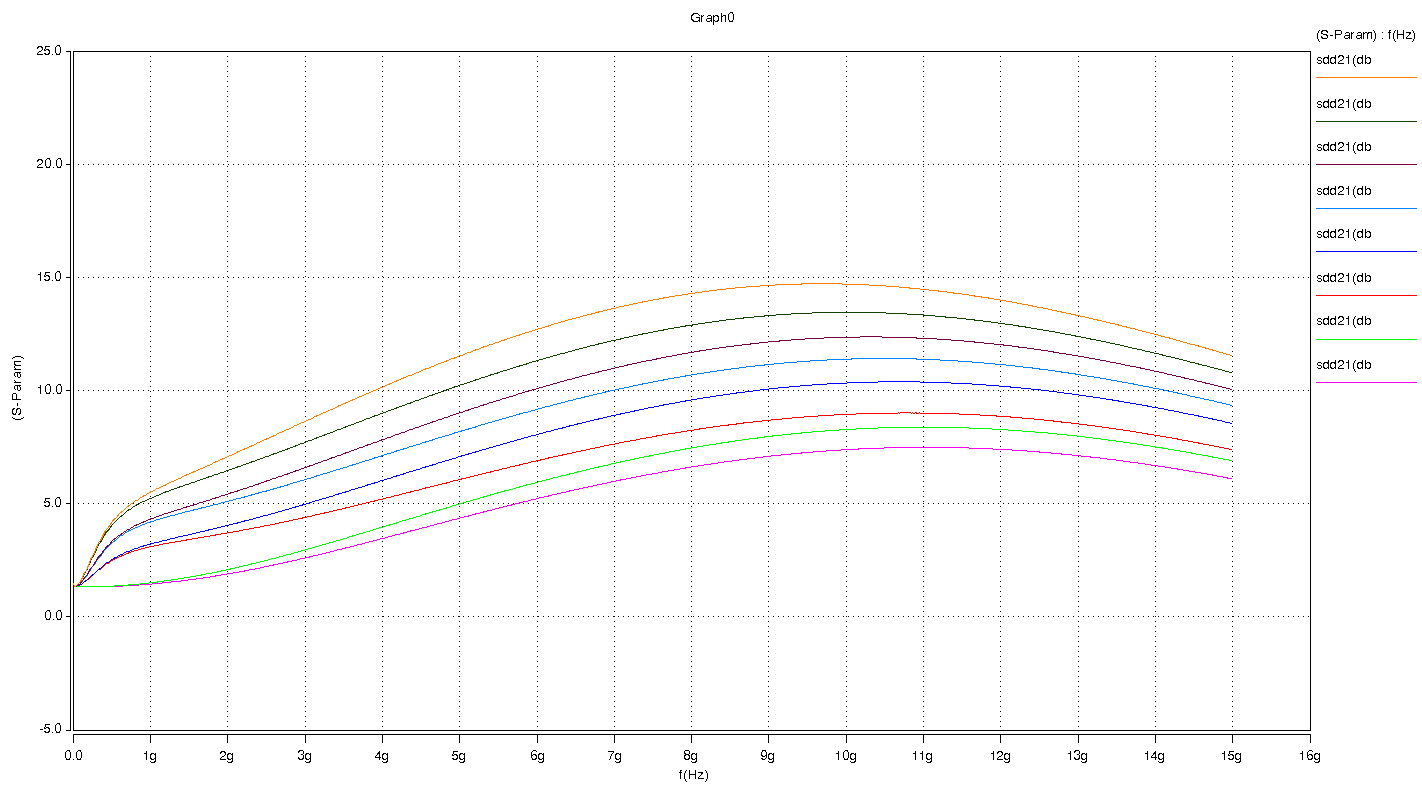 Graph0
(S-Param) : f(Hz)
sdd21(db
sdd21(db
sdd21(db
sdd21(db
sdd21(db
sdd21(db
sdd21(db
sdd21(db
(S-Param)
25.0
20.0
15.0
10.0
5.0
0.0
-5.0
0.0 1g 2g 3g 4g 5g 6g 7g 8g 9g 10g 11g 12g 13g 14g 15g 16g
f(Hz)